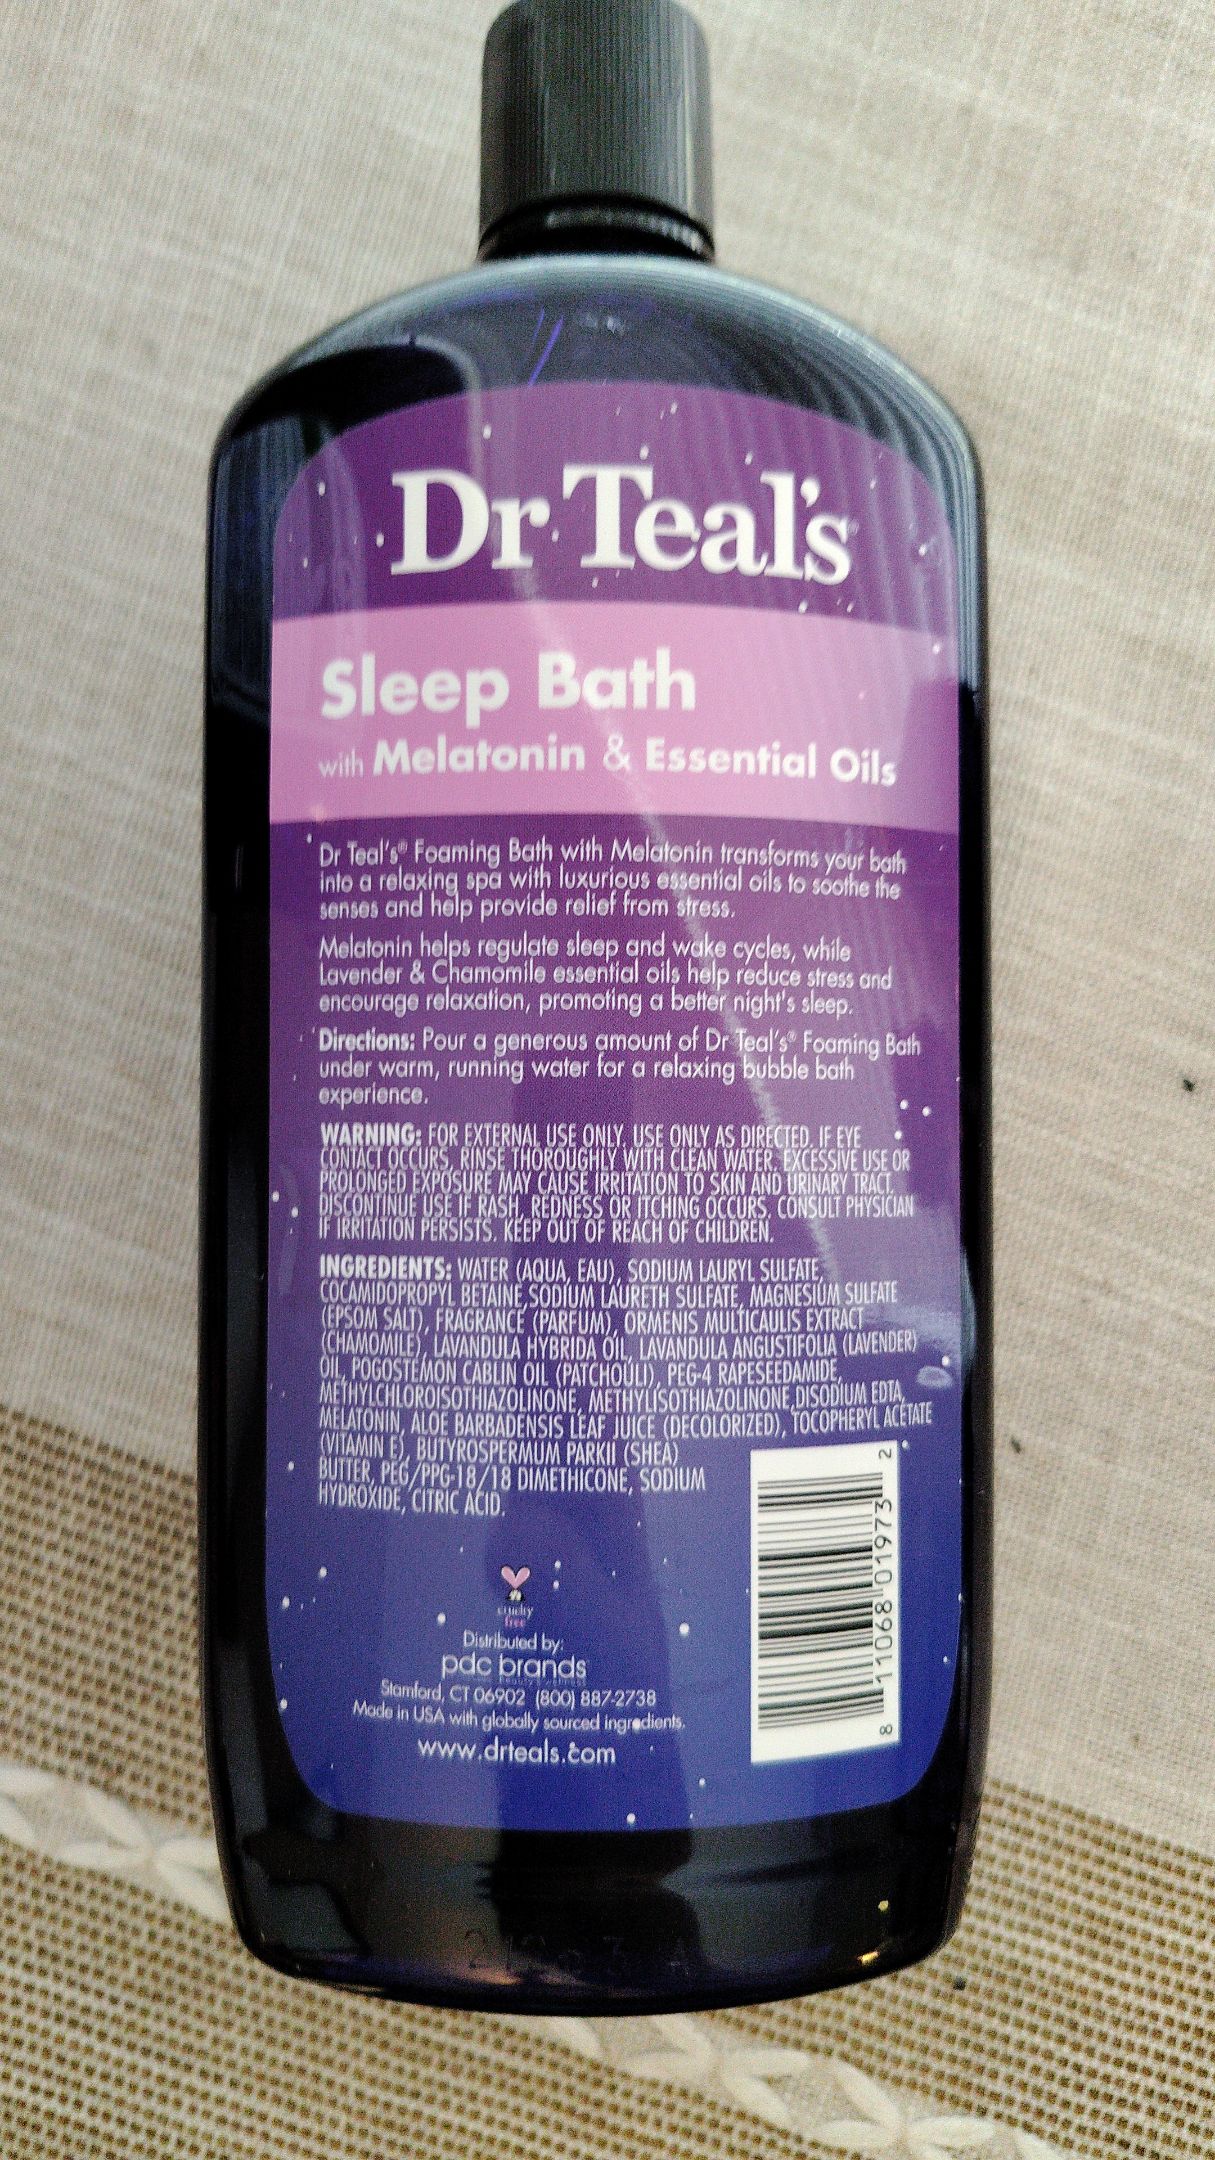 Dr Teal's
Sleep Bath
with Melatonin & Essential Oils
Dr Teal's® Foaming Bath with Melatonin transforms your bath
into a relaxing spa with luxurious essential oils to soothe the
senses and help provide relief from stress.
Melatonin helps regulate sleep and wake cycles, while
Lavender & Chamomile essential oils help reduce stress and
encourage relaxation, promoting a better night's sleep.
Directions: Pour a generous amount of Dr Teal's® Foaming Bath
under warm, running water for a relaxing bubble bath
experience.
WARNING: FOR EXTERNAL USE ONLY. USE ONLY AS DIRECTED. IF EYE
CONTACT OCCURS, RINSE THOROUGHLY WITH CLEAN WATER. EXCESSIVE USE OR
PROLONGED EXPOSURE MAY CAUSE IRRITATION TO SKIN AND URINARY TRACT.
DISCONTINUE USE IF RASH, REDNESS OR ITCHING OCCURS. CONSULT PHYSICIAN
IF IRRITATION PERSISTS. KEEP OUT OF REACH OF CHILDREN.
INGREDIENTS: WATER (AQUA, EAU), SODIUM LAURYL SULFATE,
COCAMIDOPROPYL BETAINE, SODIUM LAURETH SULFATE, MAGNESIUM SULFATE
(EPSOM SALT), FRAGRANCE (PARFUM), ORMENIS MULTICAULIS EXTRACT
(CHAMOMILE), LAVANDULA HYBRIDA OIL, LAVANDULA ANGUSTIFOLIA (LAVENDER)
OIL, POGOSTEMON CABLIN OIL (PATCHOULI), PEG-4 RAPESEEDAMIDE,
METHYLCHLOROISOTHIAZOLINONE, METHYLISOTHIAZOLINONE, DISODIUM EDTA,
MELATONIN, ALOE BARBADENSIS LEAF JUICE (DECOLORIZED), TOCOPHERYL ACETATE
(VITAMIN E), BUTYROSPERMUM PARKII (SHEA)
BUTTER, PEG/PPG-18/18 DIMETHICONE, SODIUM
HYDROXIDE, CITRIC ACID.
cruelty
free
Distributed by:
pdc brands
Stamford, CT 06902 (800) 887-2738
Made in USA with globally sourced ingredients.
www.drteals.com
8 11068 01973 2